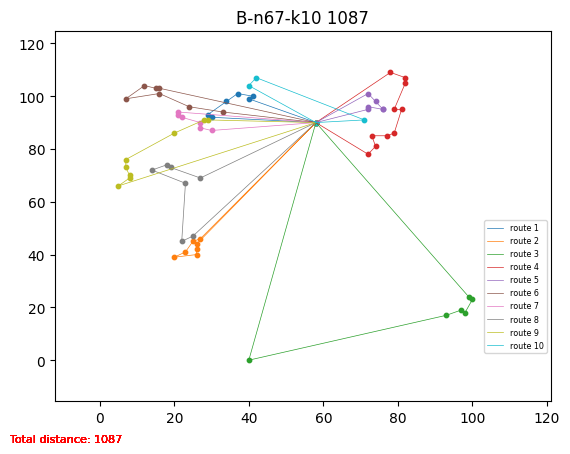 B-n67-k10 1087
120
100
80
60
40
20
0
route 1
route 2
route 3
route 4
route 5
route 6
route 7
route 8
route 9
route 10
0 20 40 60 80 100 120
Total distance: 1087